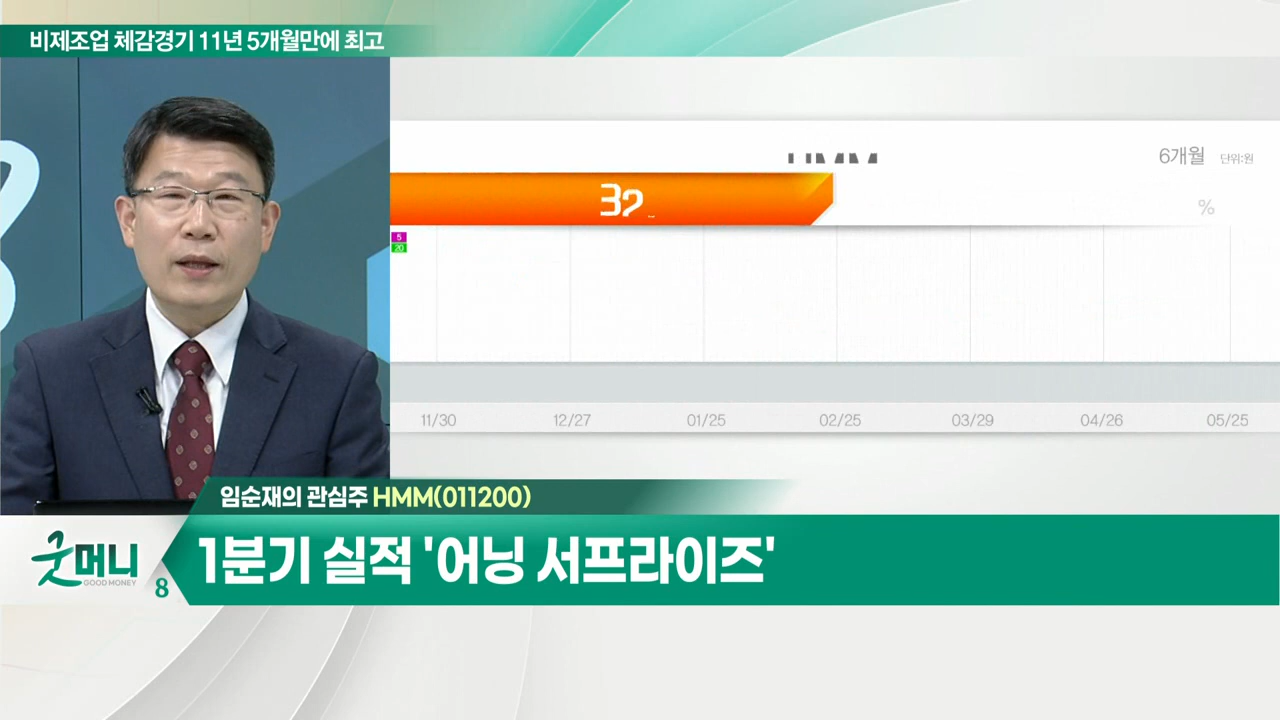 비제조업 체감경기 11년 5개월만에 최고
6개월 단위:원
%
5
20
11/30 12/27 01/25 02/25 03/29 04/26 05/25
임순재의 관심주 HMM(011200)
1분기 실적 '어닝 서프라이즈'
굿머니
GOOD MONEY
8